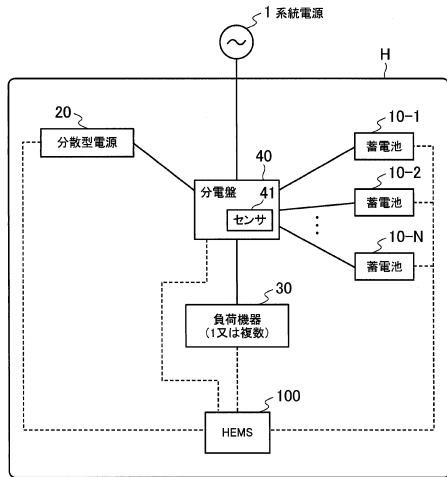 1 系統電源
H
20
分散型電源
10-1
蓄電池
40
分電盤
41
センサ
10-2
蓄電池
10-N
蓄電池
30
負荷機器
(1又は複数)
100
HEMS